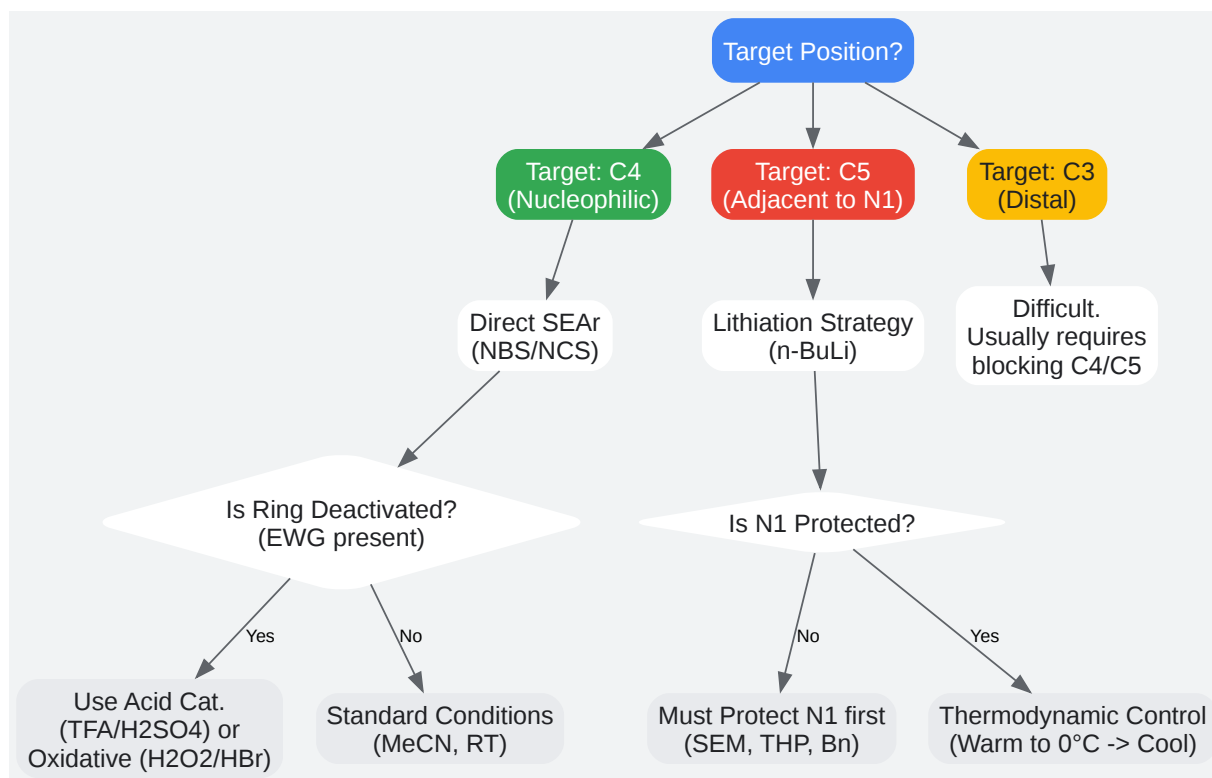 Target Position?
Target: C4
(Nucleophilic)
Target: C5
(Adjacent to N1)
Target: C3
(Distal)
Direct SEAr
(NBS/NCS)
Lithiation Strategy
(n-BuLi)
Difficult.
Usually requires
blocking C4/C5
Is Ring Deactivated?
(EWG present)
Is N1 Protected?
Yes
No
No
Yes
Use Acid Cat.
(TFA/H2SO4) or
Oxidative (H2O2/HBr)
Standard Conditions
(MeCN, RT)
Must Protect N1 first
(SEM, THP, Bn)
Thermodynamic Control
(Warm to 0°C -> Cool)